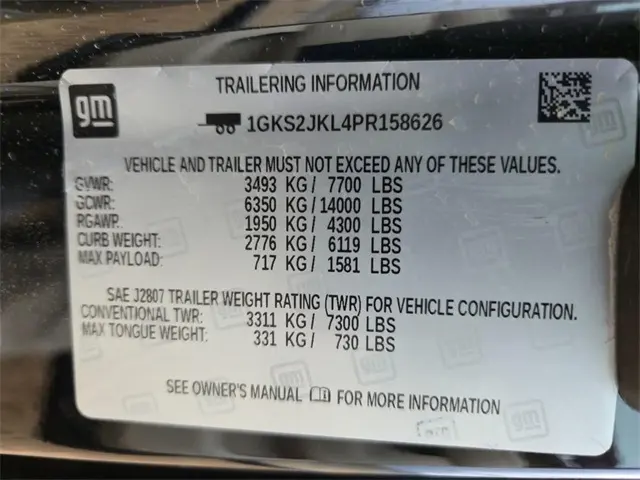 gm
TRAILERING INFORMATION
1GKS2JKL4PR158626
VEHICLE AND TRAILER MUST NOT EXCEED ANY OF THESE VALUES.
GVWR: 3493 KG/ 7700 LBS
GCWR: 6350 KG/14000 LBS
RGAWR: 1950 KG/ 4300 LBS
CURB WEIGHT: 2776 KG/ 6119 LBS
MAX PAYLOAD: 717 KG/ 1581 LBS
SAE J2807 TRAILER WEIGHT RATING (TWR) FOR VEHICLE CONFIGURATION.
CONVENTIONAL TWR: 3311 KG/ 7300 LBS
MAX TONGUE WEIGHT: 331 KG/ 730 LBS
SEE OWNER'S MANUAL FOR MORE INFORMATION